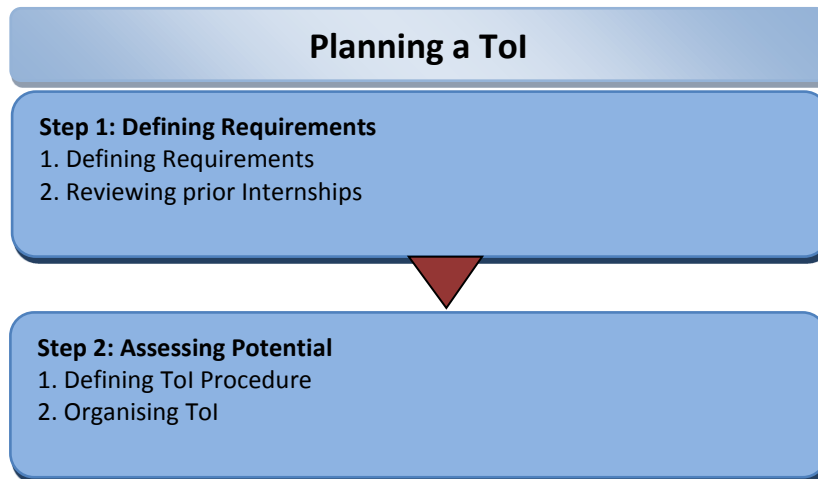 Planning a ToI
Step 1: Defining Requirements
1. Defining Requirements
2. Reviewing prior Internships
Step 2: Assessing Potential
1. Defining ToI Procedure
2. Organising ToI